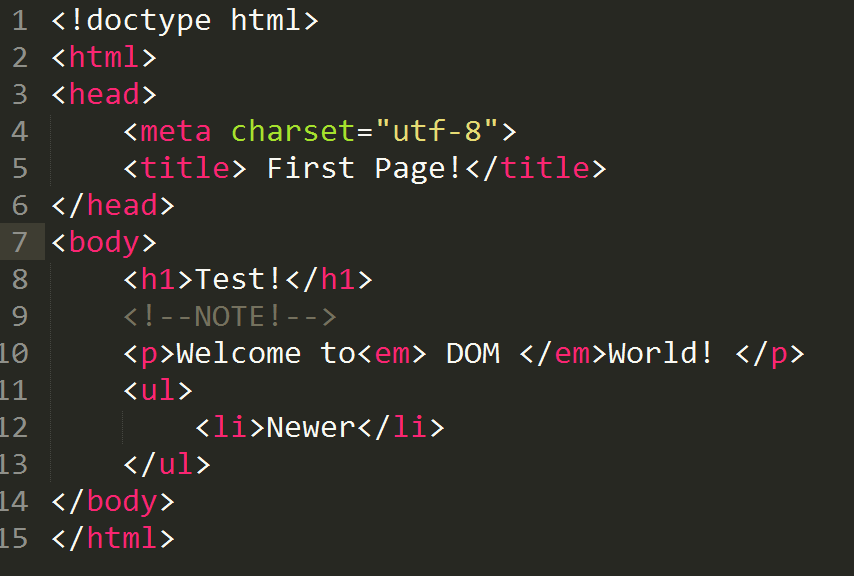 1 <!doctype html>
2 <html>
3 <head>
4     <meta charset="utf-8">
5     <title> First Page!</title>
6 </head>
7 <body>
8     <h1>Test!</h1>
9     <!--NOTE!-->
10     <p>Welcome to<em> DOM </em>World! </p>
11     <ul>
12         <li>Newer</li>
13     </ul>
14 </body>
15 </html>